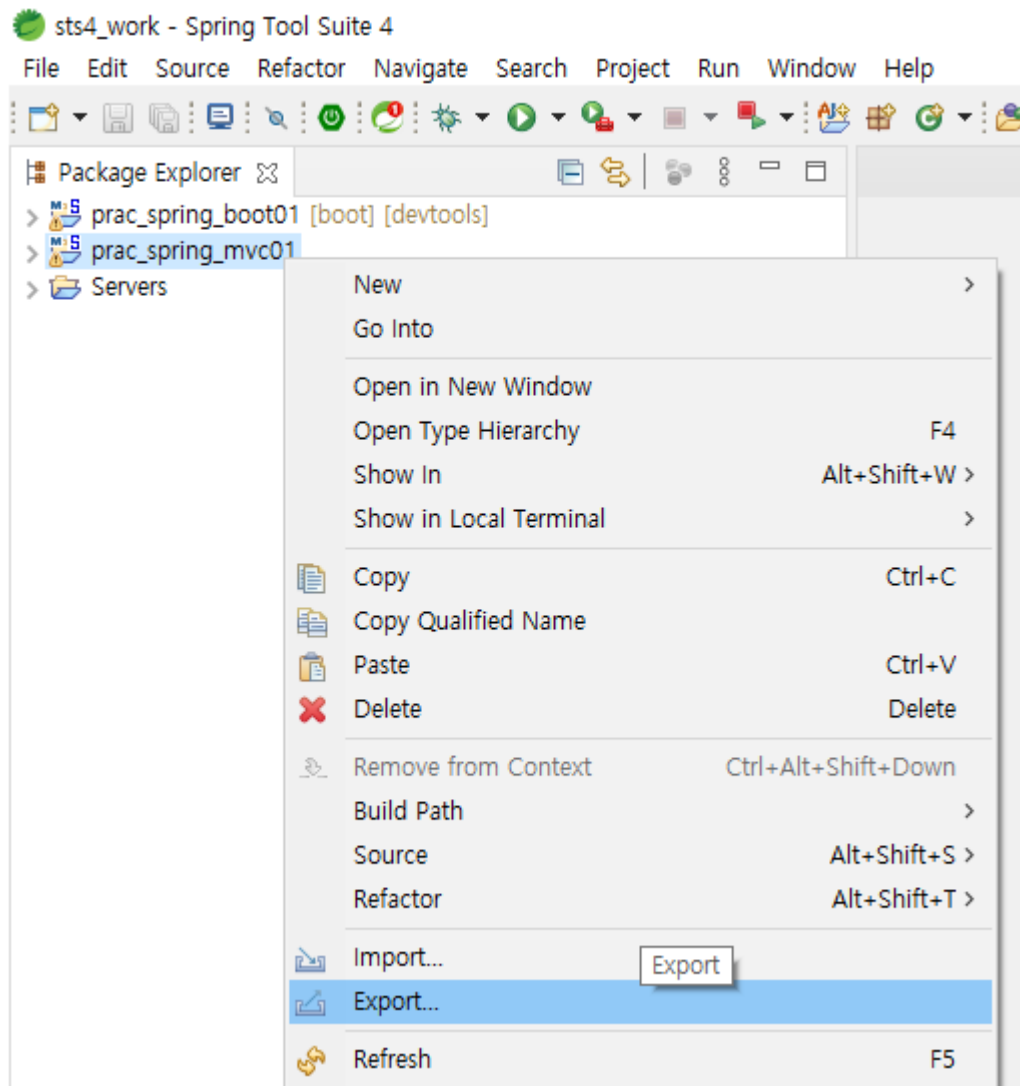 sts4_work - Spring Tool Suite 4
File Edit Source Refactor Navigate Search Project Run Window Help
Package Explorer
prac_spring_boot01 [boot] [devtools]
prac_spring_mvc01
Servers
New
Go Into
Open in New Window
Open Type Hierarchy F4
Show In Alt+Shift+W >
Show in Local Terminal >
Copy Ctrl+C
Copy Qualified Name
Paste Ctrl+V
Delete Delete
Remove from Context Ctrl+Alt+Shift+Down
Build Path >
Source Alt+Shift+S >
Refactor Alt+Shift+T >
Import...
Export
Export...
Refresh F5